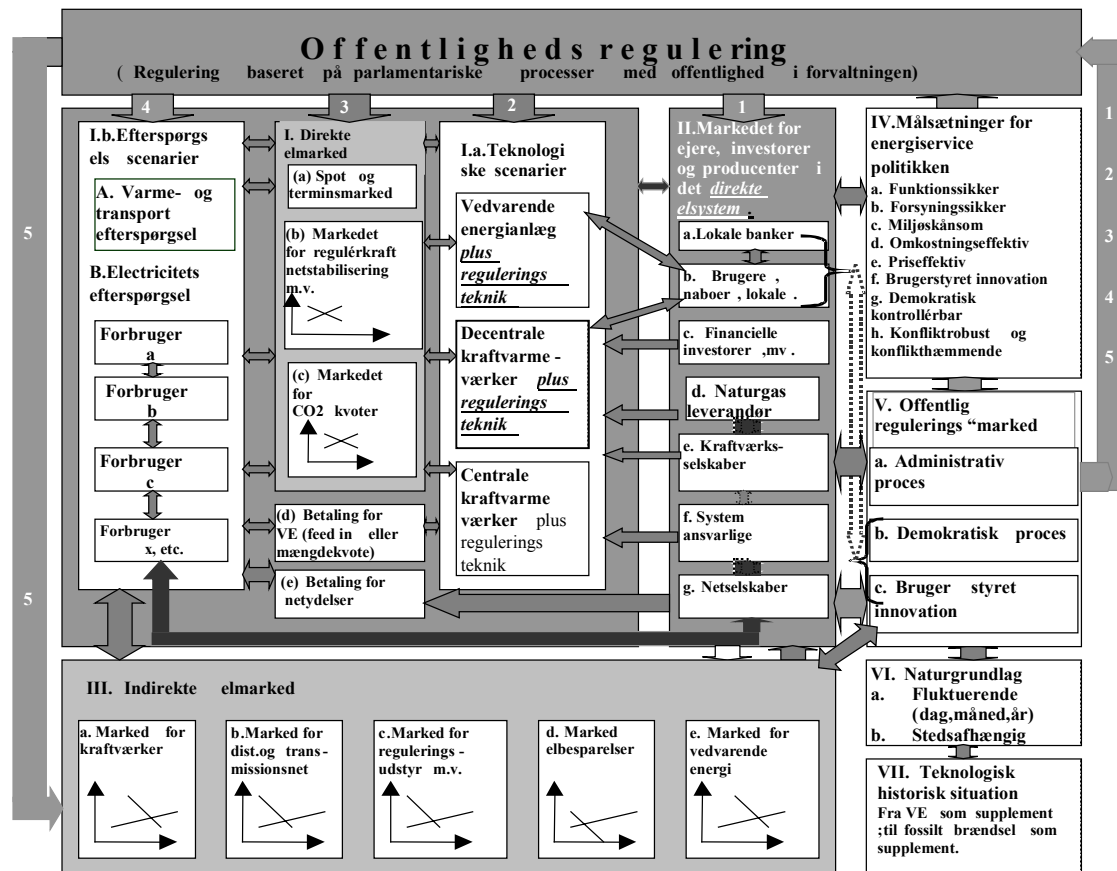 Offentligheds regulering
( Regulering baseret på parlamentariske processer med offentlighed i forvaltningen)
4
3
2
1
1
2
3
4
5
5
5
I.b.Efterspørgs
els scenarier
A. Varme- og
transport
efterspørgsel
B.Electricitets
efterspørgsel
Forbruger
a
Forbruger
b
Forbruger
c
Forbruger
x, etc.
I. Direkte
elmarked
(a) Spot og
terminsmarked
(b) Markedet
for regulérkraft
netstabilisering
m.v.
(c) Markedet
for
CO2 kvoter
(d) Betaling for
VE (feed in eller
mængdekvote)
(e) Betaling for
netydelser
I.a.Teknologi
ske scenarier
Vedvarende
energianlæg
plus
regulerings
teknik
Decentrale
kraftvarme -
værker plus
regulerings
teknik
Centrale
kraftvarme
værker plus
regulerings
teknik
II.Markedet for
ejere, investorer
og producenter i
det direkte
elsystem .
a.Lokale banker
b. Brugere ,
naboer , lokale .
c. Financielle
investorer ,mv .
d. Naturgas
leverandør
e. Kraftværks-
selskaber
f. System
ansvarlige
g. Netselskaber
IV.Målsætninger for
energiservice
politikken
a. Funktionssikker
b. Forsyningssikker
c. Miljøskånsom
d. Omkostningseffektiv
e. Priseffektiv
f. Brugerstyret innovation
g. Demokratisk
kontrollérbar
h. Konfliktrobust og
konflikthæmmende
V. Offentlig
regulerings “marked
a. Administrativ
proces
b. Demokratisk proces
c. Bruger styret
innovation
VI. Naturgrundlag
a. Fluktuerende
(dag,måned,år)
b. Stedsafhængig
VII. Teknologisk
historisk situation
Fra VE som supplement
;til fossilt brændsel som
supplement.
III. Indirekte elmarked
a. Marked for
kraftværker
b.Marked for
dist.og trans-
missionsnet
c.Marked for
regulerings -
udstyr m.v.
d. Marked
elbesparelser
e. Marked for
vedvarende
energi